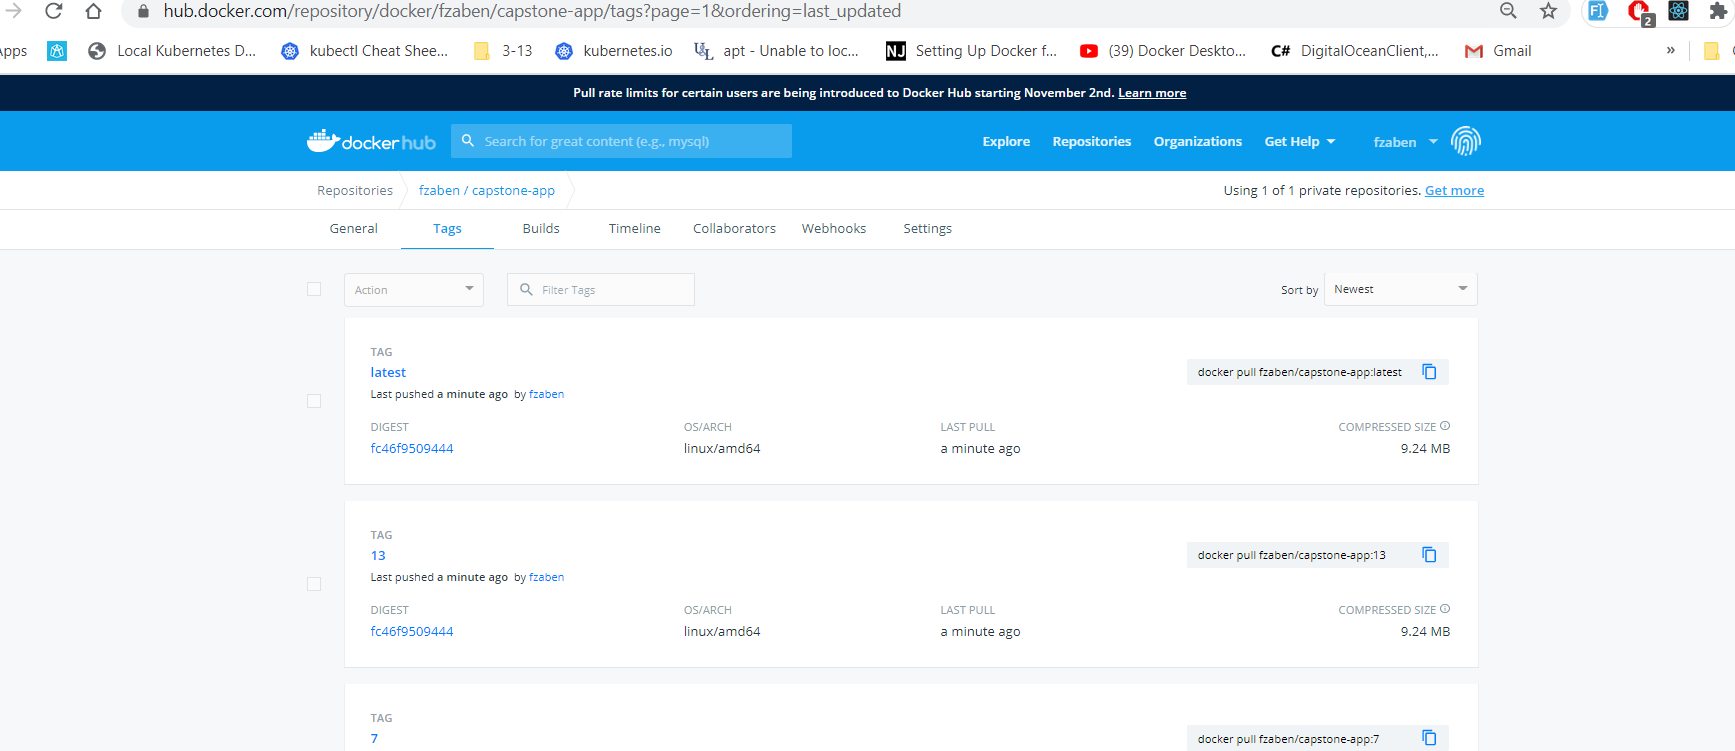 hub.docker.com/repository/docker/fzaben/capstone-app/tags?page=1&ordering=last_updated
2
Apps Local Kubernetes D... kubectl Cheat Shee... 3-13 kubernetes.io UL apt - Unable to loc... NJ Setting Up Docker f... (39) Docker Deskto... C# DigitalOceanClient,... Gmail »
Pull rate limits for certain users are being introduced to Docker Hub starting November 2nd. Learn more
docker hub Search for great content (e.g., mysql) Explore Repositories Organizations Get Help fzaben
Repositories fzaben / capstone-app Using 1 of 1 private repositories. Get more
General Tags Builds Timeline Collaborators Webhooks Settings
Action Filter Tags Sort by Newest
TAG
latest docker pull fzaben/capstone-app:latest
Last pushed a minute ago by fzaben
DIGEST OS/ARCH LAST PULL COMPRESSED SIZE
fc46f9509444 linux/amd64 a minute ago 9.24 MB
TAG
13 docker pull fzaben/capstone-app:13
Last pushed a minute ago by fzaben
DIGEST OS/ARCH LAST PULL COMPRESSED SIZE
fc46f9509444 linux/amd64 a minute ago 9.24 MB
TAG
7 docker pull fzaben/capstone-app:7